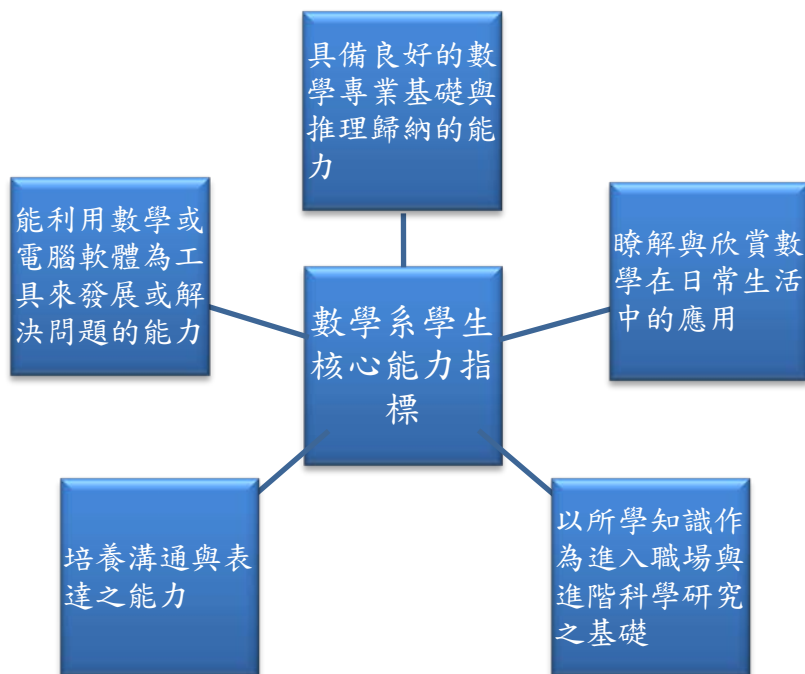 具備良好的數
學專業基礎與
推理歸納的能
力
能利用數學或
電腦軟體為工
具來發展或解
決問題的能力
瞭解與欣賞數
學在日常生活
中的應用
數學系學生
核心能力指
標
培養溝通與表
達之能力
以所學知識作
為進入職場與
進階科學研究
之基礎